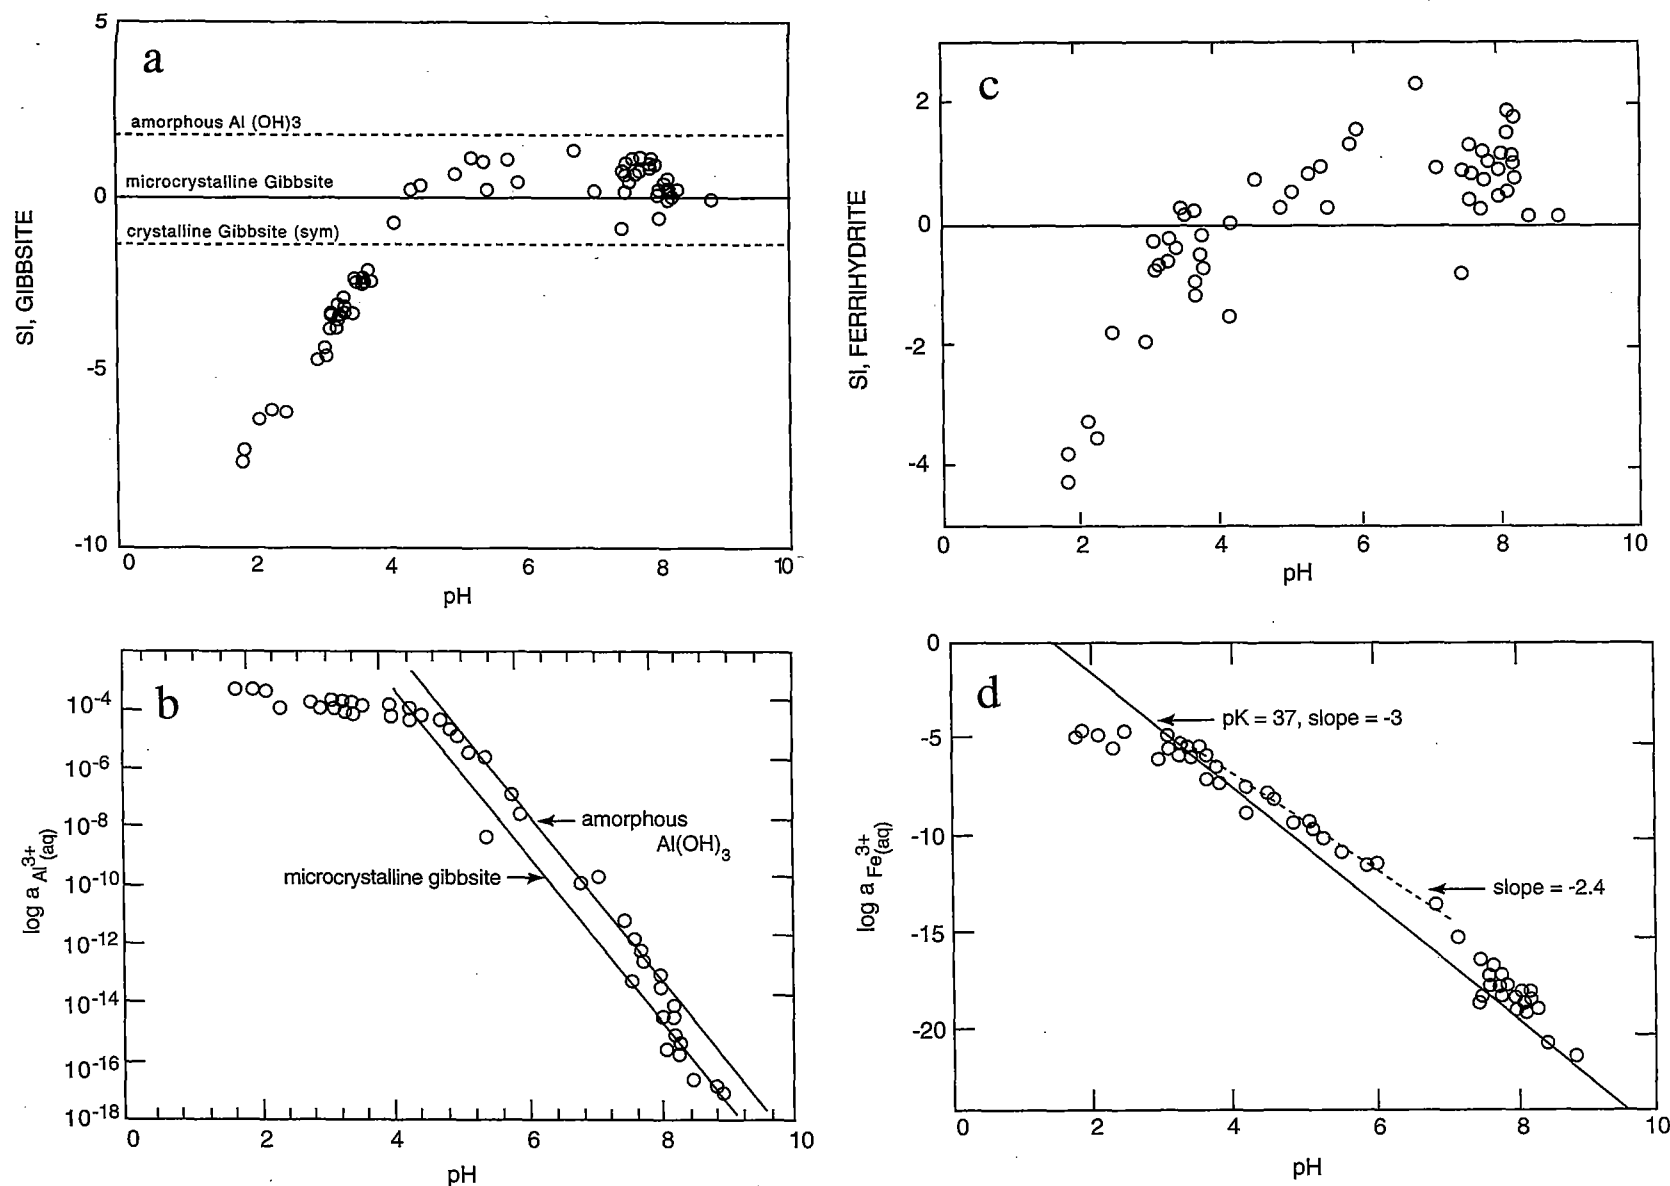 a
5
0
-5
-10
SI, GIBBSITE
amorphous Al (OH)3
microcrystalline Gibbsite
crystalline Gibbsite (sym)
0 2 4 6 8 10
pH
c
2
0
-2
-4
SI, FERRIHYDRITE
0 2 4 6 8 10
pH
b
10-4
10-6
10-8
10-10
10-12
10-14
10-16
10-18
log a Al3+(aq)
amorphous
Al(OH)3
microcrystalline gibbsite
0 2 4 6 8 10
pH
d
0
-5
-10
-15
-20
log a Fe3+(aq)
pK = 37, slope = -3
slope = -2.4
0 2 4 6 8 10
pH